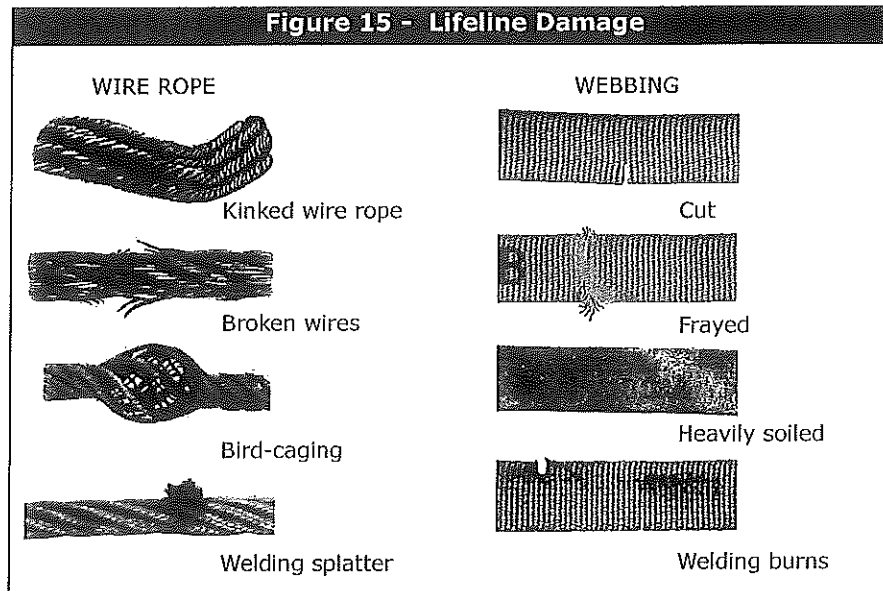 Figure 15 - Lifeline Damage
WIRE ROPE
Kinked wire rope
Broken wires
Bird-caging
Welding splatter
WEBBING
Cut
Frayed
Heavily soiled
Welding burns